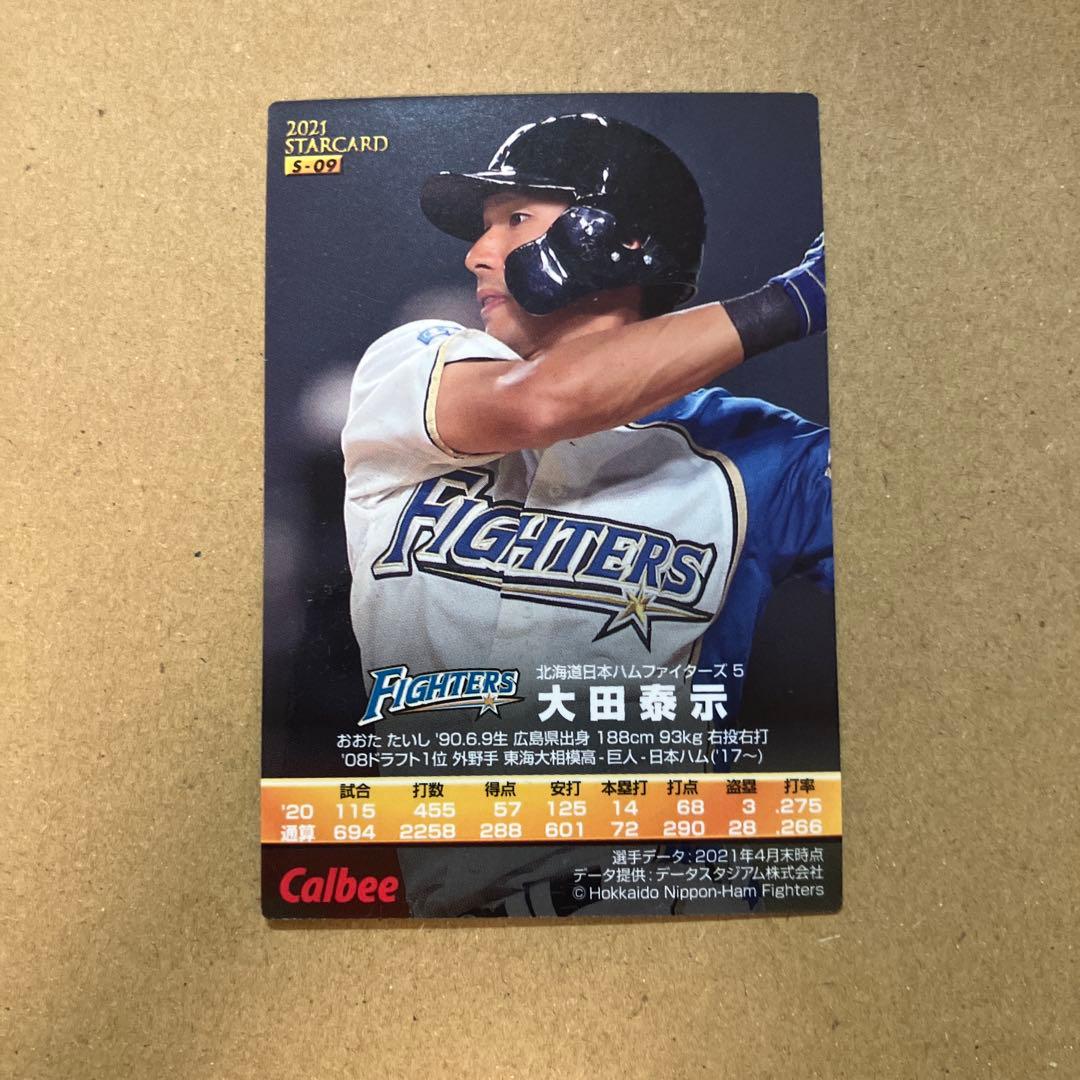 2021
STARCARD
S-09
FIGHTERS
FIGHTERS
北海道日本ハムファイターズ 5
大田泰示
おおた たいし '90.6.9生 広島県出身 188cm 93kg 右投右打
'08ドラフト1位 外野手 東海大相模高-巨人-日本ハム('17〜)
試合 打数 得点 安打 本塁打 打点 盗塁 打率
'20 115 455 57 125 14 68 3 .275
通算 694 2258 288 601 72 290 28 .266
選手データ:2021年4月末時点
データ提供:データスタジアム株式会社
© Hokkaido Nippon-Ham Fighters
Calbee